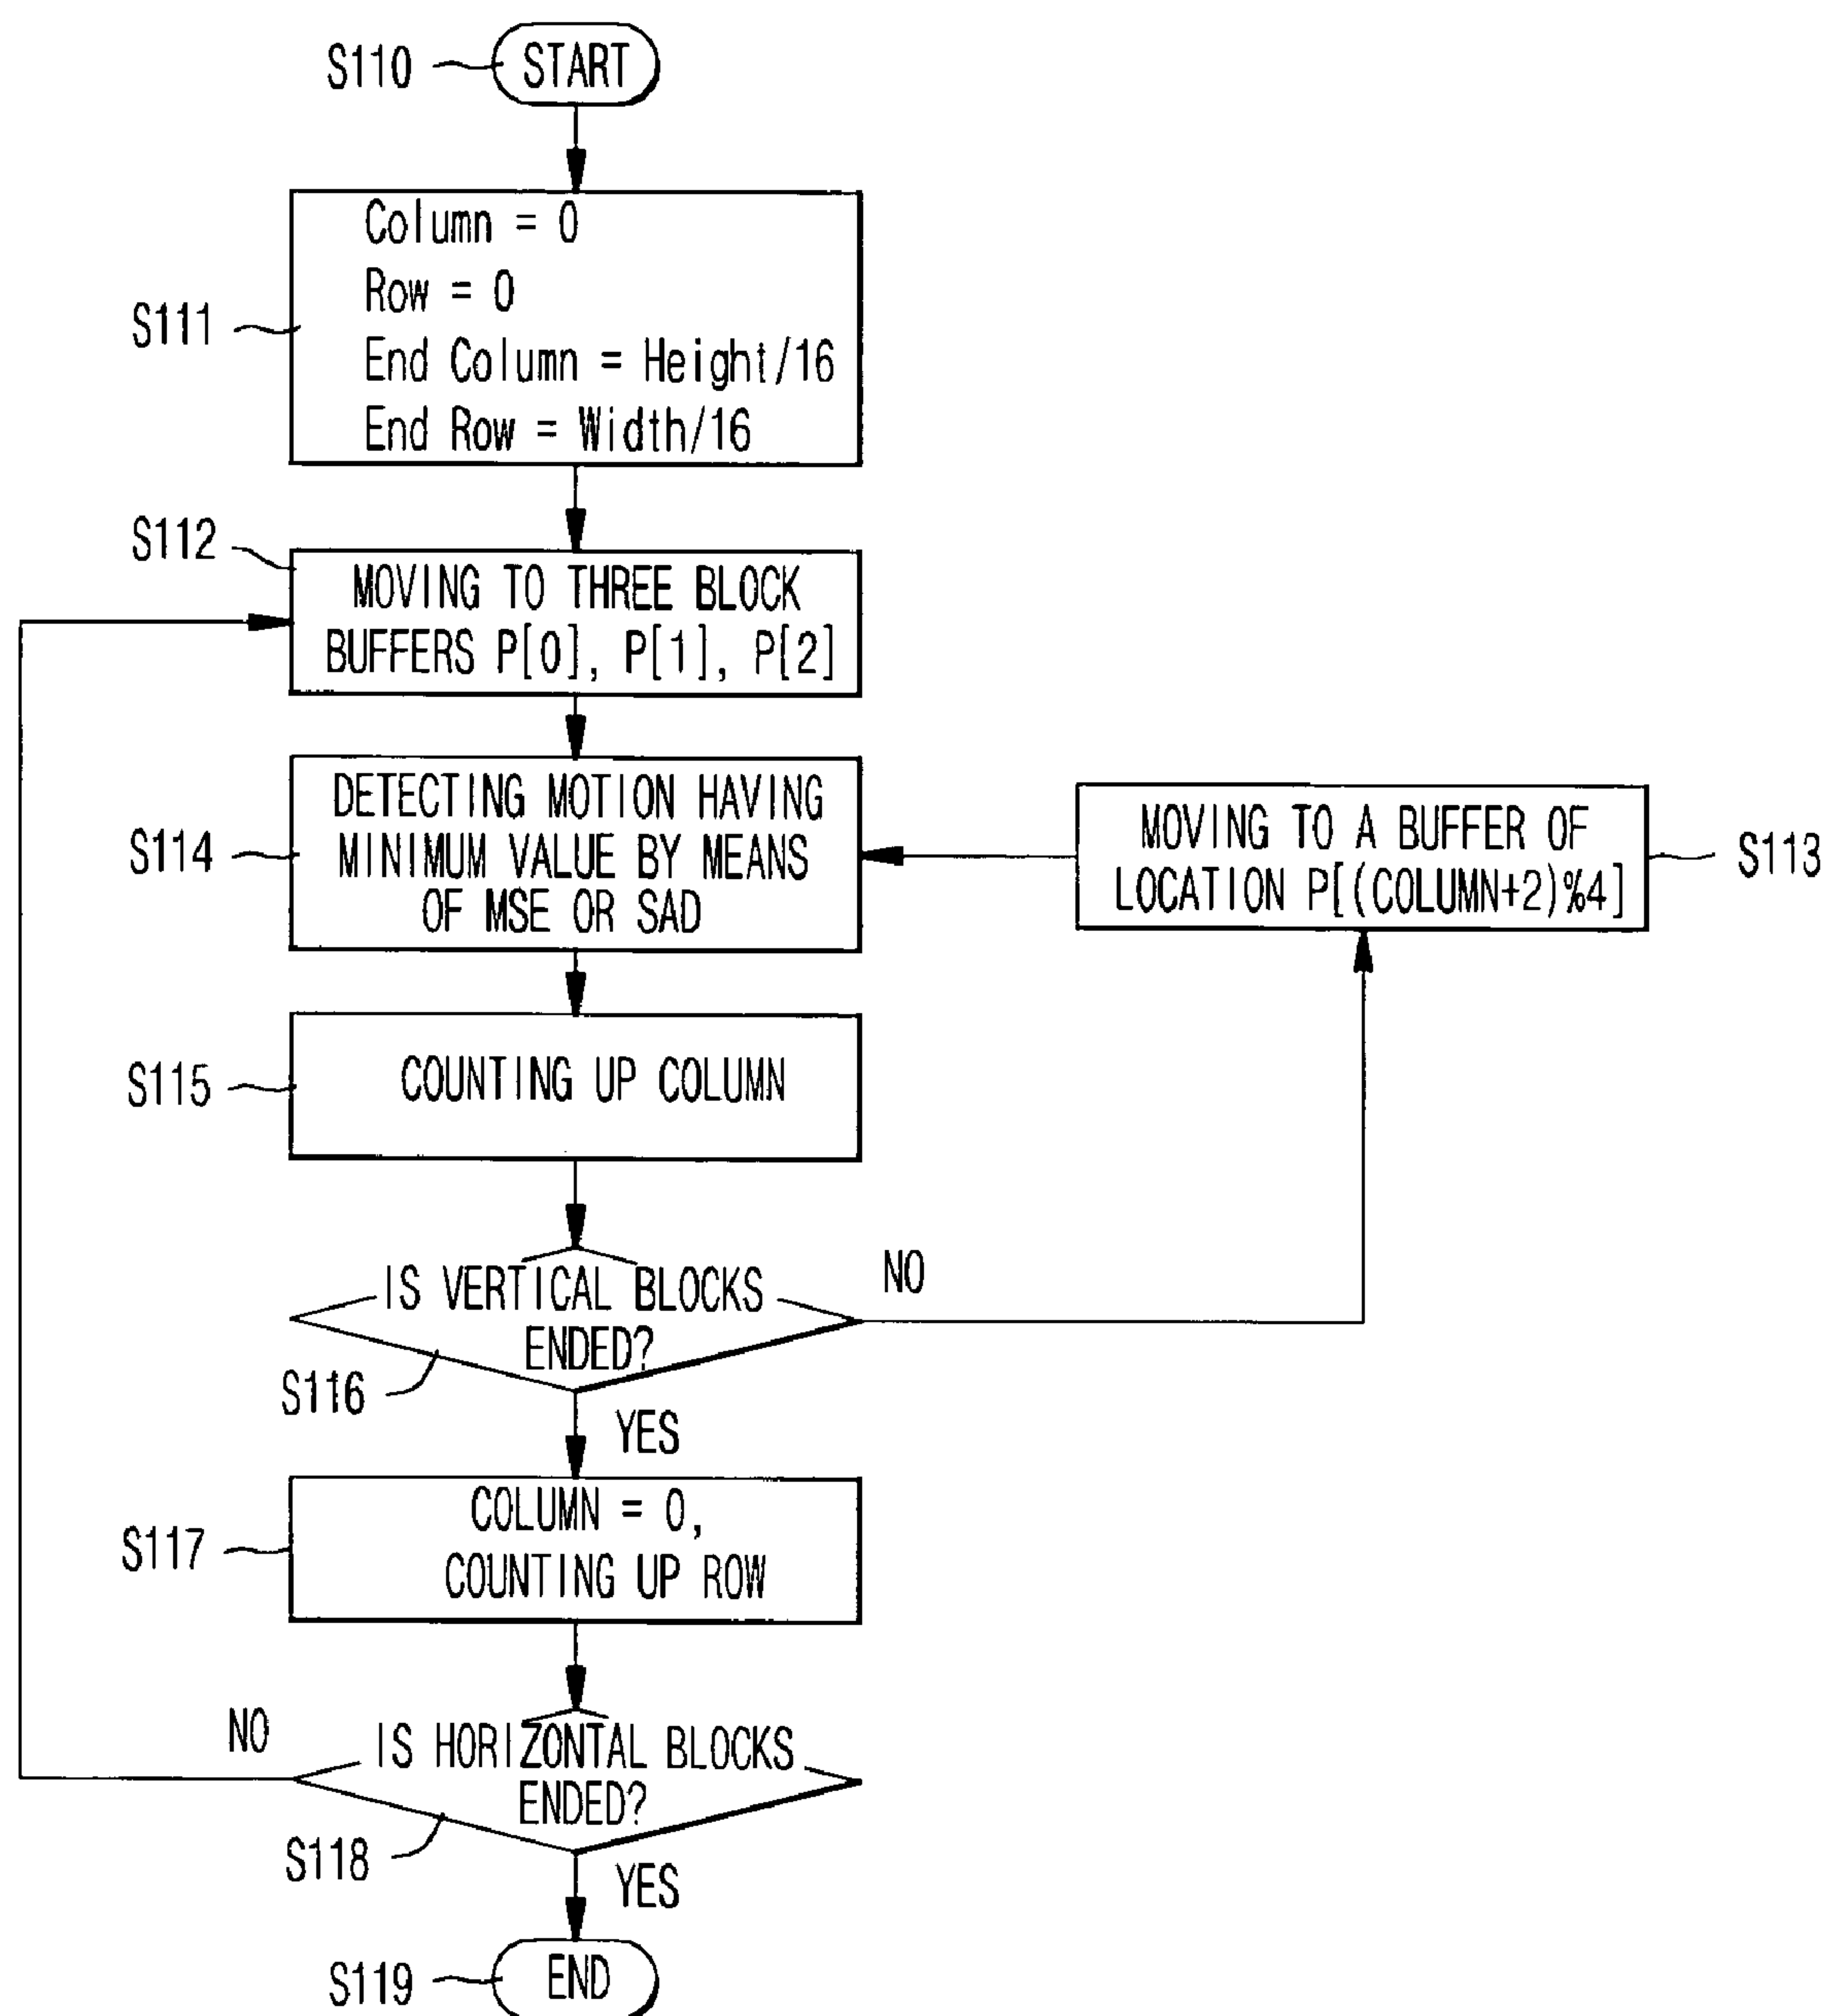 S110
START
Column = 0
Row = 0
S111
End Column = Height/16
End Row = Width/16
S112
MOVING TO THREE BLOCK
BUFFERS P[0], P[1], P[2]
S114
DETECTING MOTION HAVING
MINIMUM VALUE BY MEANS
OF MSE OR SAD
MOVING TO A BUFFER OF
LOCATION P[(COLUMN+2)%4]
S113
S115
COUNTING UP COLUMN
IS VERTICAL BLOCKS
ENDED?
NO
S116
YES
S117
COLUMN = 0,
COUNTING UP ROW
NO
IS HORIZONTAL BLOCKS
ENDED?
S118
YES
S119
END